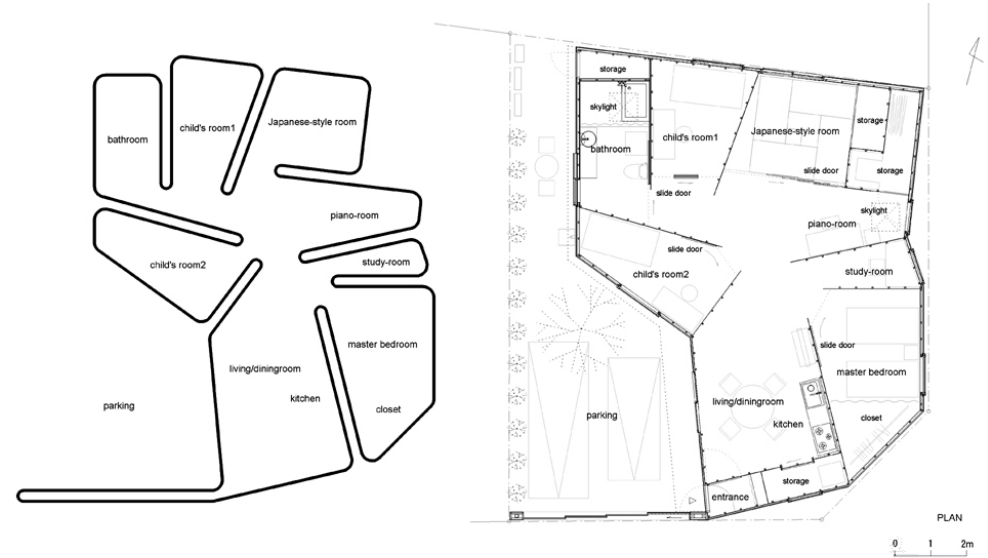 bathroom
child's room1
Japanese-style room
piano-room
study-room
child's room2
master bedroom
living/diningroom
kitchen
closet
parking
storage
skylight
bathroom
child's room1
Japanese-style room
storage
slide door
storage
slide door
skylight
piano-room
slide door
child's room2
study-room
slide door
master bedroom
living/diningroom
kitchen
closet
parking
storage
entrance
PLAN
0 1 2m